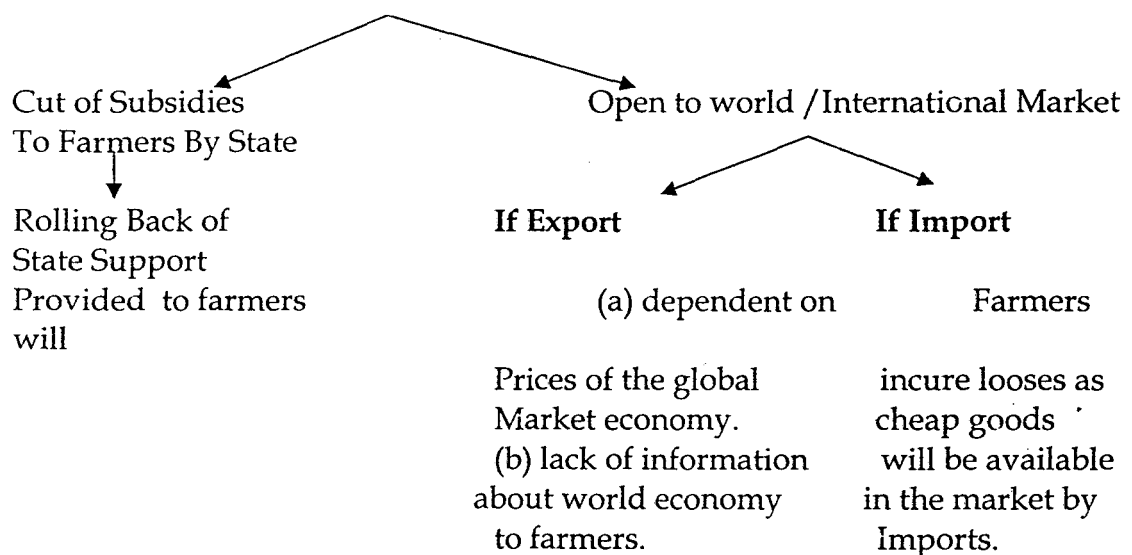 Cut of Subsidies
To Farmers By State
Rolling Back of
State Support
Provided to farmers
will
Open to world /International Market
If Export
(a) dependent on
Prices of the global
Market economy.
(b) lack of information
about world economy
to farmers.
If Import
Farmers
incure looses as
cheap goods
will be available
in the market by
Imports.